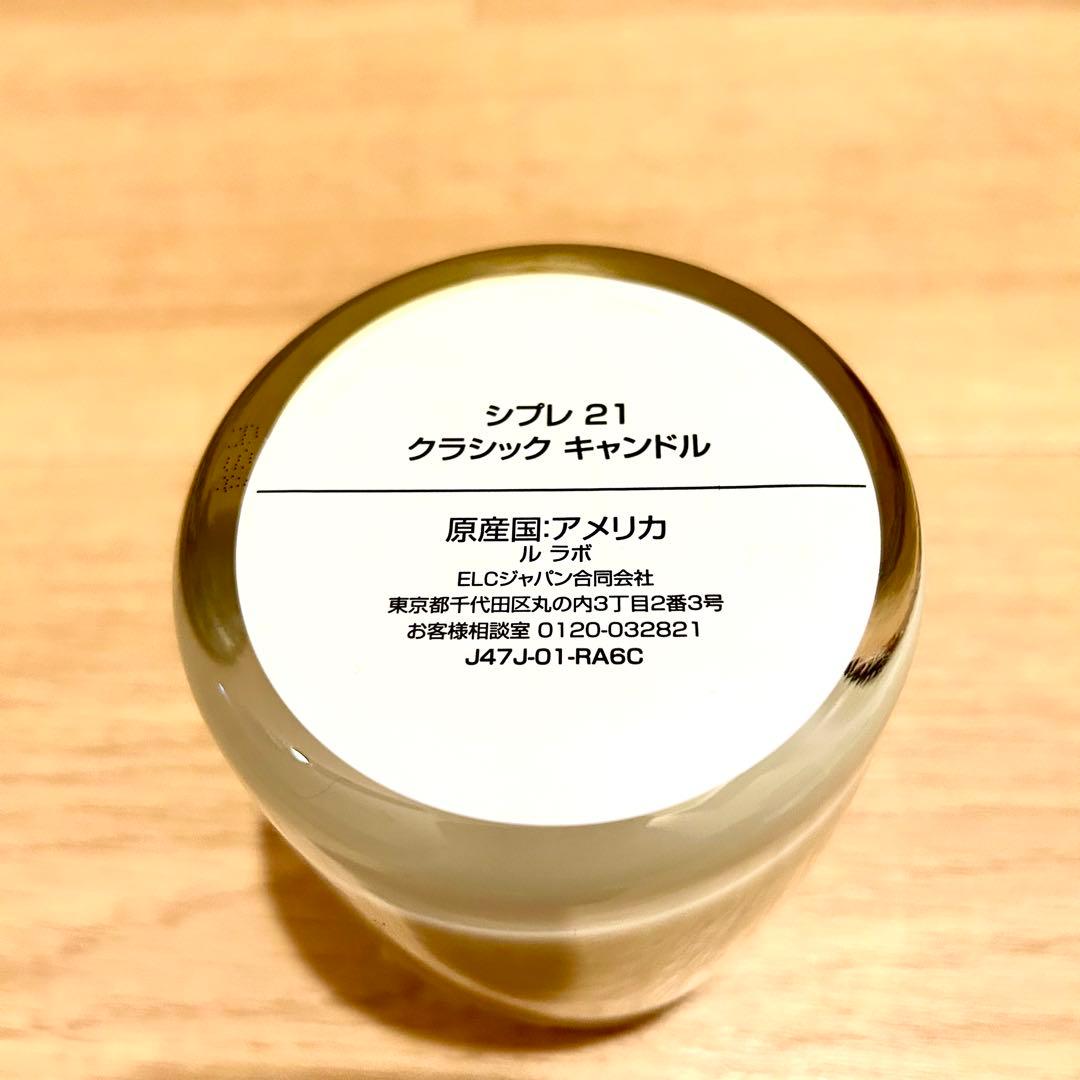 シプレ 21
クラシック キャンドル
原産国:アメリカ
ル ラボ
ELCジャパン合同会社
東京都千代田区丸の内3丁目2番3号
お客様相談室 0120-032821
J47J-01-RA6C